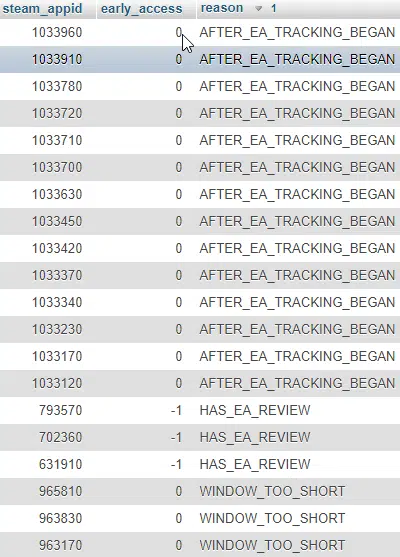 steam_appid early_access reason 1
1033960 0 AFTER_EA_TRACKING_BEGAN
1033910 0 AFTER_EA_TRACKING_BEGAN
1033780 0 AFTER_EA_TRACKING_BEGAN
1033720 0 AFTER_EA_TRACKING_BEGAN
1033710 0 AFTER_EA_TRACKING_BEGAN
1033700 0 AFTER_EA_TRACKING_BEGAN
1033630 0 AFTER_EA_TRACKING_BEGAN
1033450 0 AFTER_EA_TRACKING_BEGAN
1033420 0 AFTER_EA_TRACKING_BEGAN
1033370 0 AFTER_EA_TRACKING_BEGAN
1033340 0 AFTER_EA_TRACKING_BEGAN
1033230 0 AFTER_EA_TRACKING_BEGAN
1033170 0 AFTER_EA_TRACKING_BEGAN
1033120 0 AFTER_EA_TRACKING_BEGAN
793570 -1 HAS_EA_REVIEW
702360 -1 HAS_EA_REVIEW
631910 -1 HAS_EA_REVIEW
965810 0 WINDOW_TOO_SHORT
963830 0 WINDOW_TOO_SHORT
963170 0 WINDOW_TOO_SHORT